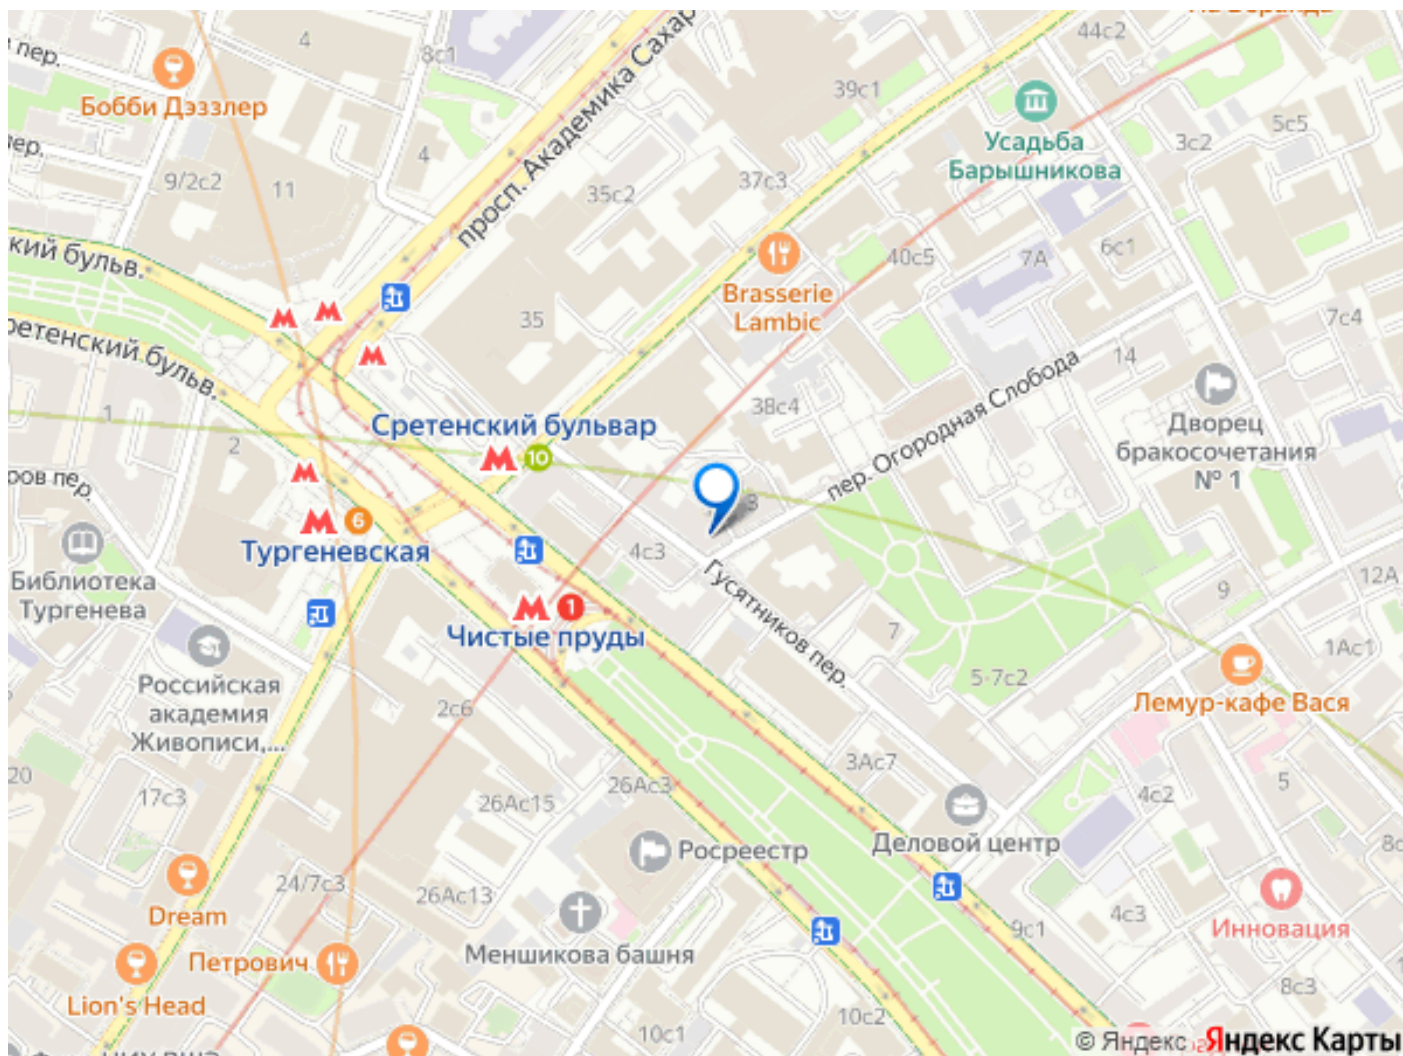 4
8с1
44с2
пер.
Бобби Дэззлер
просп. Академика Сахар
39с1
Усадьба
Барышникова
5с5
3с2
4
9/2с2
11
35с2
37с3
кий бульв.
40с5
7А
6с1
Brasserie
Lambic
35
7с4
ретенский бульв.
14
38с4
пер. Огородная Слобода
Дворец
бракосочетания
№ 1
1
2
Сретенский бульвар
10
3
ров пер.
6
Тургеневская
4с3
Гусятников пер.
Библиотека
Тургенева
1
Чистые пруды
9
12А
7
1Ас1
5-7с2
Лемур-кафе Вася
Российская
академия
Живописи,...
2с6
3Ас7
20
17с3
26Ас15
26Ас3
4с2
5
Деловой центр
Росреестр
24/7с3
26Ас13
Dream
Меншикова башня
9с1
4с3
Инновация
Петрович
Lion's Head
8с3
10с1
10с2
© Яндекс
Яндекс Карты